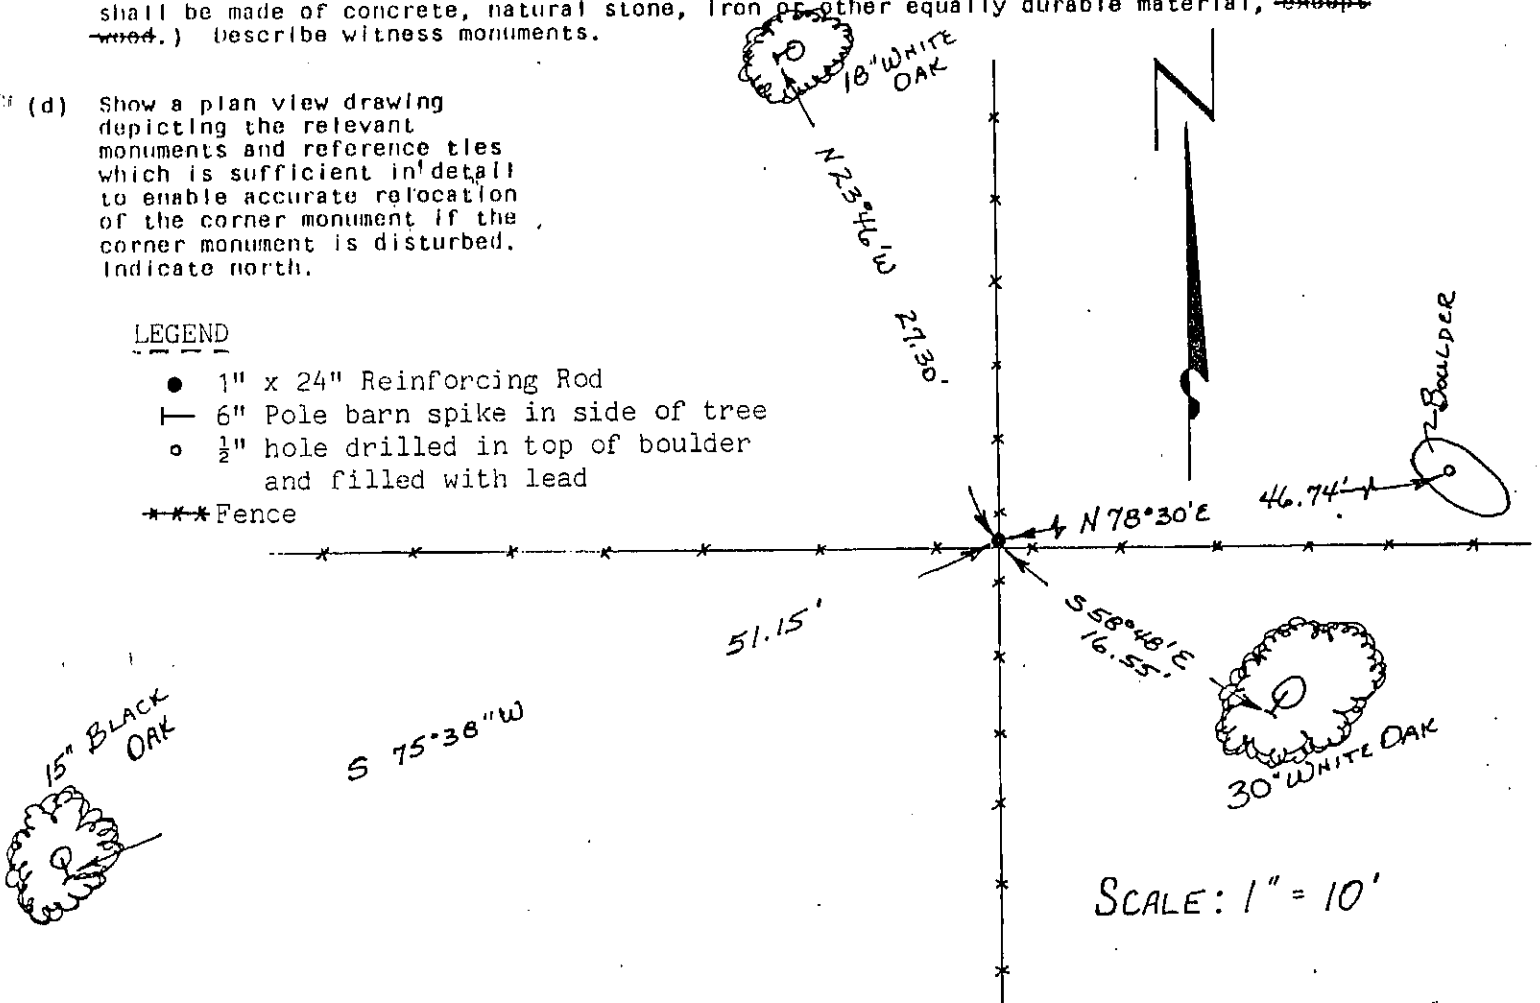 shall be made of concrete, natural stone, iron or other equally durable material, except
wood.) Describe witness monuments.
(d) Show a plan view drawing
depicting the relevant
monuments and reference ties
which is sufficient in detail
to enable accurate relocation
of the corner monument if the
corner monument is disturbed.
Indicate north.
LEGEND
1" x 24" Reinforcing Rod
6" Pole barn spike in side of tree
½" hole drilled in top of boulder
and filled with lead
Fence
18" WHITE
OAK
N 23°46'W 27.30'
N
BOULDER
46.74'
N 78°30'E
S 58°48'E
16.55'
30" WHITE OAK
51.15'
S 75°38"W
15" BLACK
OAK
SCALE: 1" = 10'